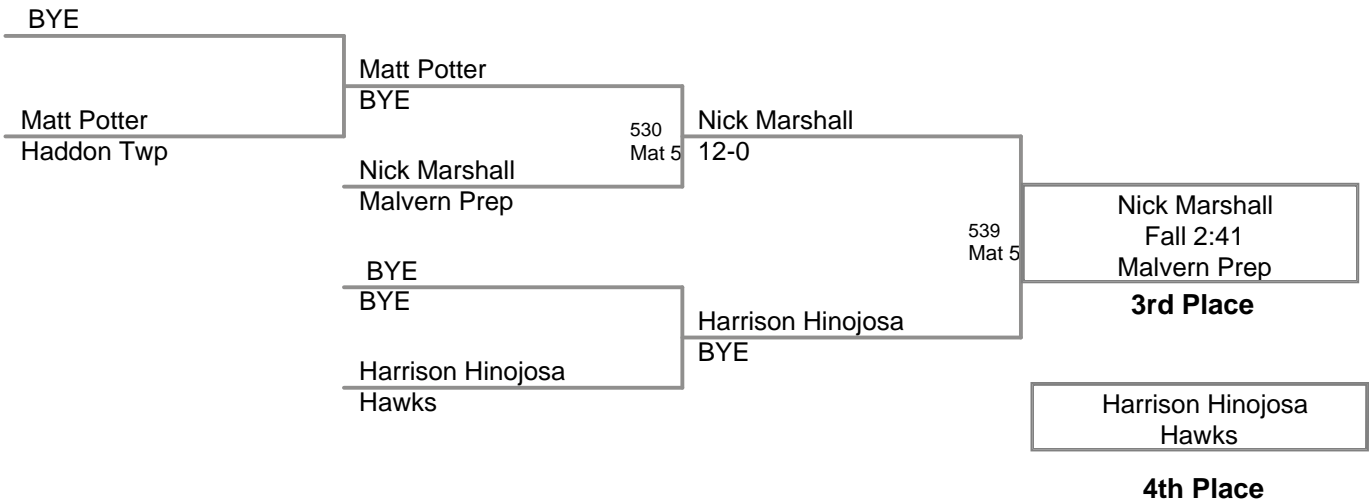 BYE
Matt Potter
BYE
Matt Potter
Haddon Twp
530
Mat 5
Nick Marshall
12-0
Nick Marshall
Malvern Prep
539
Mat 5
Nick Marshall
Fall 2:41
Malvern Prep
3rd Place
BYE
BYE
Harrison Hinojosa
BYE
Harrison Hinojosa
Hawks
Harrison Hinojosa
Hawks
4th Place